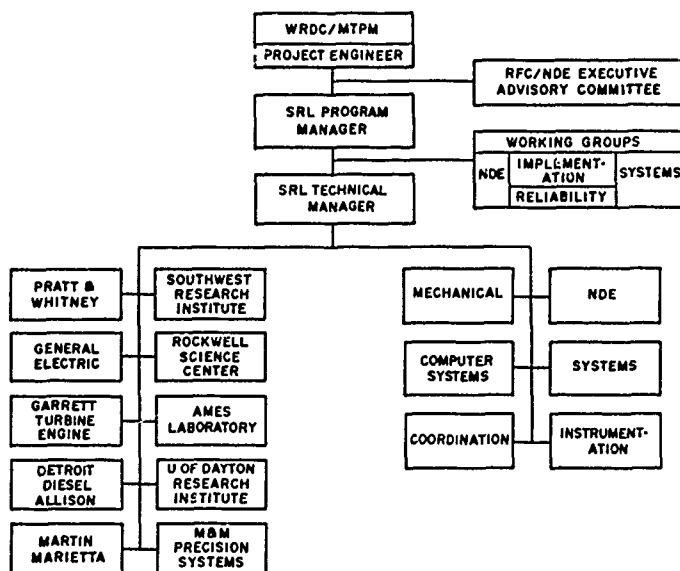 WRDC/MTPM
PROJECT ENGINEER
RFC/NDE EXECUTIVE
ADVISORY COMMITTEE
SRL PROGRAM
MANAGER
WORKING GROUPS
NDE
IMPLEMENT-
ATION
RELIABILITY
SYSTEMS
SRL TECHNICAL
MANAGER
PRATT &
WHITNEY
SOUTHWEST
RESEARCH
INSTITUTE
GENERAL
ELECTRIC
ROCKWELL
SCIENCE
CENTER
GARRETT
TURBINE
ENGINE
AMES
LABORATORY
DETROIT
DIESEL
ALLISON
U OF DAYTON
RESEARCH
INSTITUTE
MARTIN
MARIETTA
M&M
PRECISION
SYSTEMS
MECHANICAL
NDE
COMPUTER
SYSTEMS
SYSTEMS
COORDINATION
INSTRUMENT-
ATION